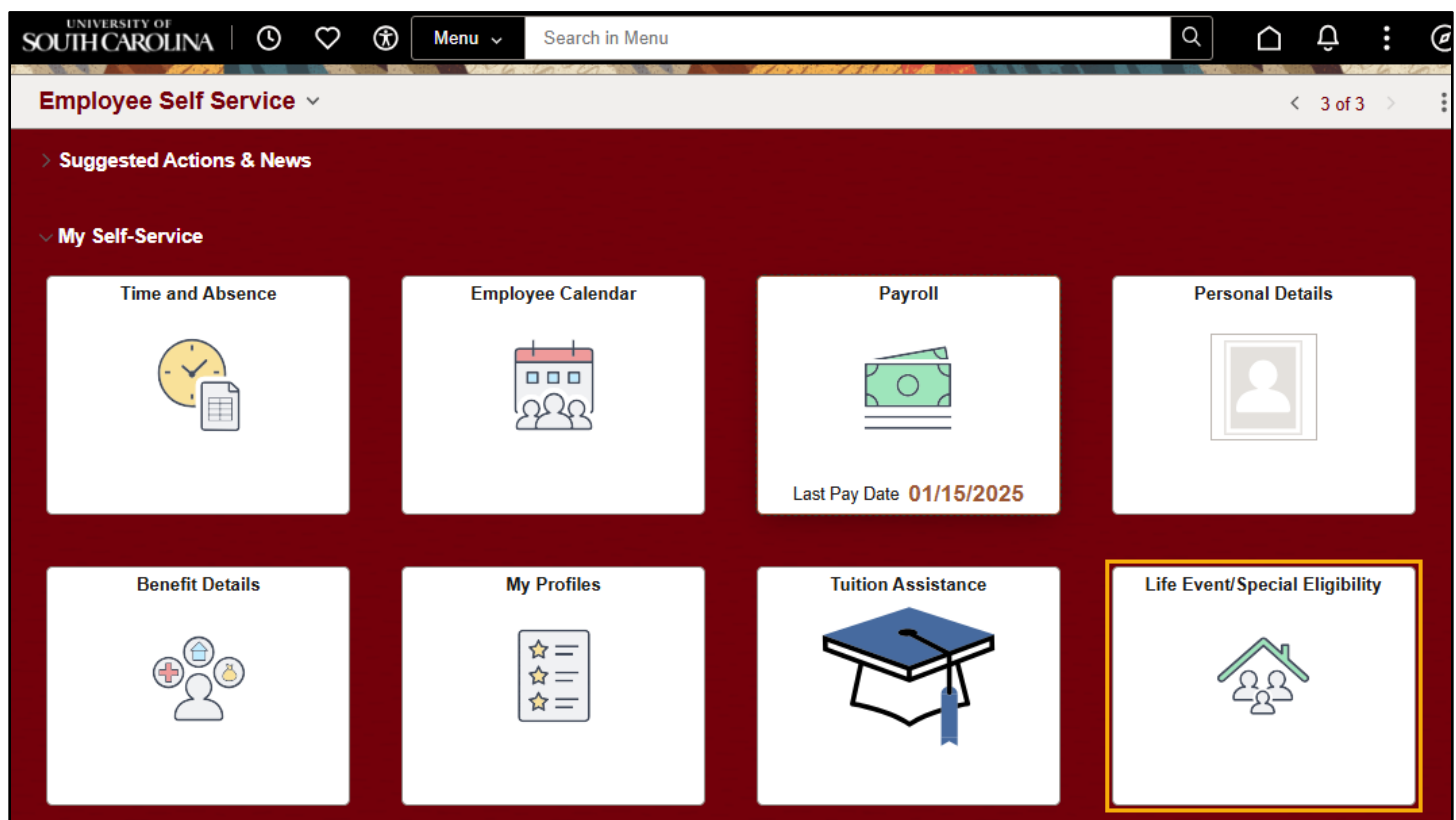 UNIVERSITY OF
SOUTH CAROLINA
Menu
Search in Menu
Employee Self Service
3 of 3
Suggested Actions & News
My Self-Service
Time and Absence
Employee Calendar
Payroll
Personal Details
Last Pay Date 01/15/2025
Benefit Details
My Profiles
Tuition Assistance
Life Event/Special Eligibility